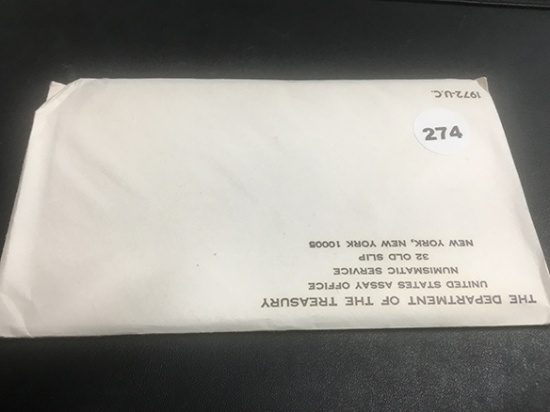 THE DEPARTMENT OF THE TREASURY
UNITED STATES ASSAY OFFICE
NUMISMATIC SERVICE
32 OLD SLIP
NEW YORK, NEW YORK 10005
274
1972-U.C.